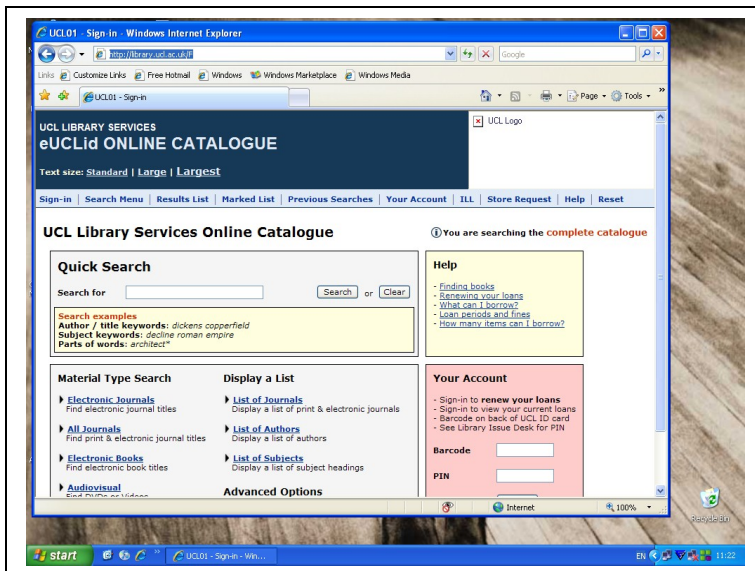 UCL01 - Sign-in - Windows Internet Explorer
http://library.ucl.ac.uk/F
Google
Links Customize Links Free Hotmail Windows Windows Marketplace Windows Media
UCL01 - Sign-in
Page Tools
UCL LIBRARY SERVICES
eUCLid ONLINE CATALOGUE
UCL Logo
Text size: Standard | Large | Largest
Sign-in | Search Menu | Results List | Marked List | Previous Searches | Your Account | ILL | Store Request | Help | Reset
UCL Library Services Online Catalogue
You are searching the complete catalogue
Quick Search
Search for
Search or Clear
Search examples
Author / title keywords: dickens copperfield
Subject keywords: decline roman empire
Parts of words: architect*
Help
- Finding books
- Renewing your loans
- What can I borrow?
- Loan periods and fines
- How many items can I borrow?
Material Type Search
Electronic Journals
Find electronic journal titles
All Journals
Find print & electronic journal titles
Electronic Books
Find electronic book titles
Audiovisual
Find DVDs or Videos
Display a List
List of Journals
Display a list of print & electronic journals
List of Authors
Display a list of authors
List of Subjects
Display a list of subject headings
Advanced Options
Your Account
- Sign-in to renew your loans
- Sign-in to view your current loans
- Barcode on back of UCL ID card
- See Library Issue Desk for PIN
Barcode
PIN
Internet
100%
Recycle Bin
start
UCL01 - Sign-in - Win...
EN
11:22